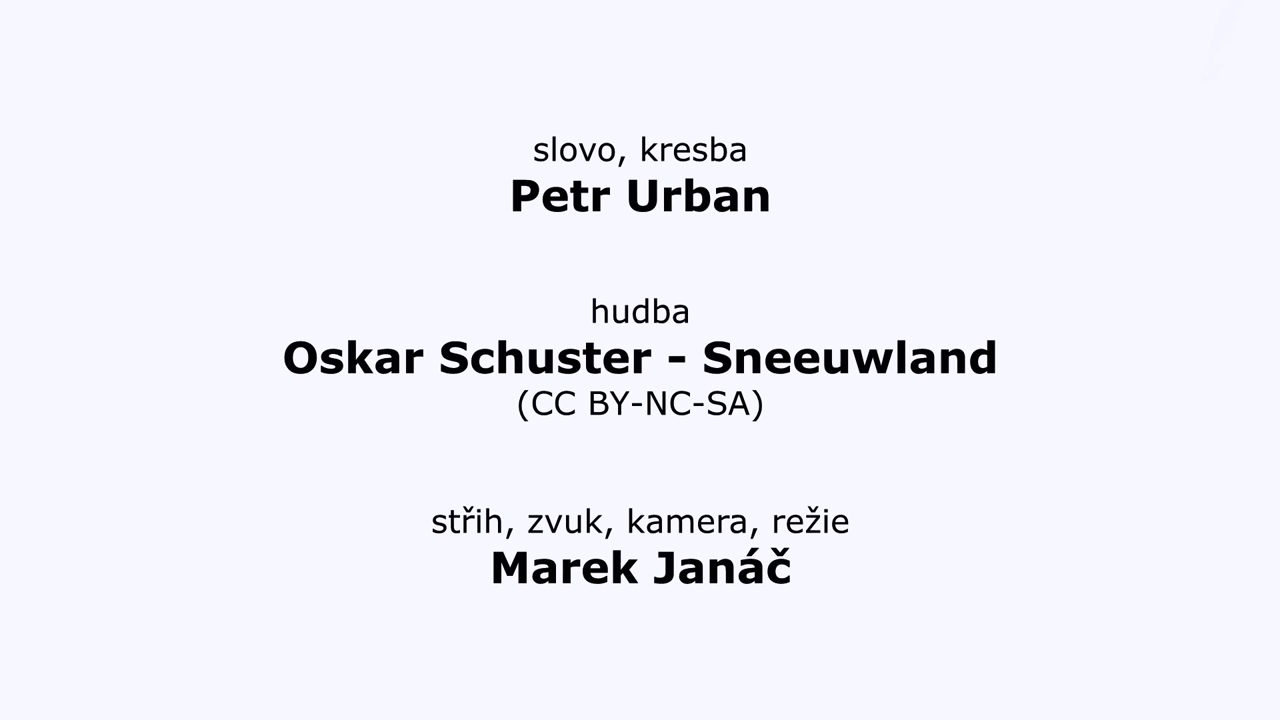 slovo, kresba
Petr Urban
hudba
Oskar Schuster - Sneeuwland
(CC BY-NC-SA)
střih, zvuk, kamera, režie
Marek Janáč